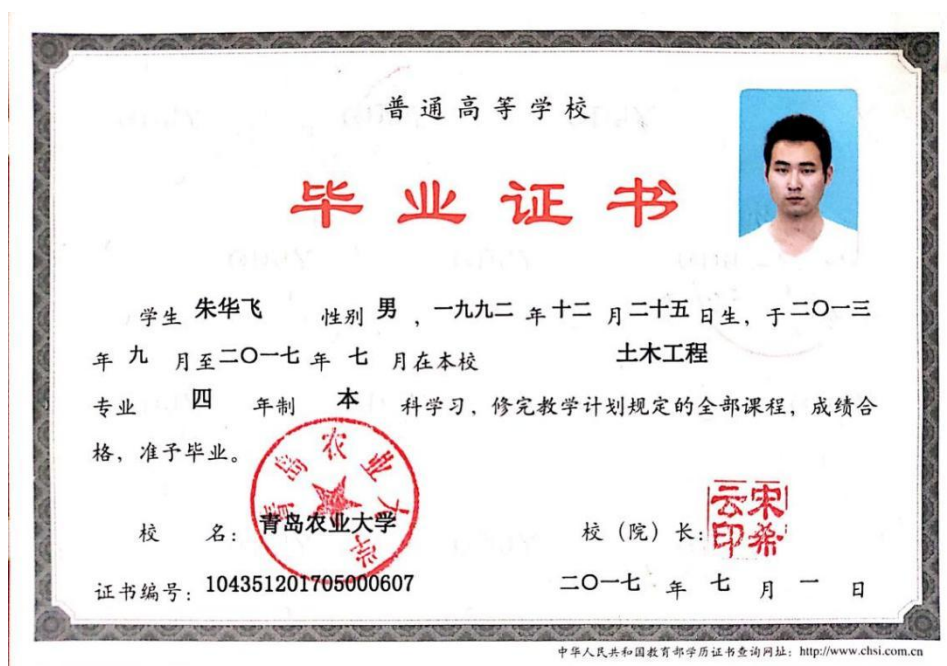 普通高等学校
毕业证书
学生 朱华飞 性别 男 ，一九九二 年 十二 月 二十五 日生，于 二〇一三
年 九 月至 二〇一七 年 七 月在本校 土木工程
专业 四 年制 本 科学习，修完教学计划规定的全部课程，成绩合
格，准予毕业。
青岛农业大学
校 名：青岛农业大学
校（院）长：
宋希云印
证书编号：104351201705000607
二〇一七 年 七 月 一 日
中华人民共和国教育部学历证书查询网址：http://www.chsi.com.cn